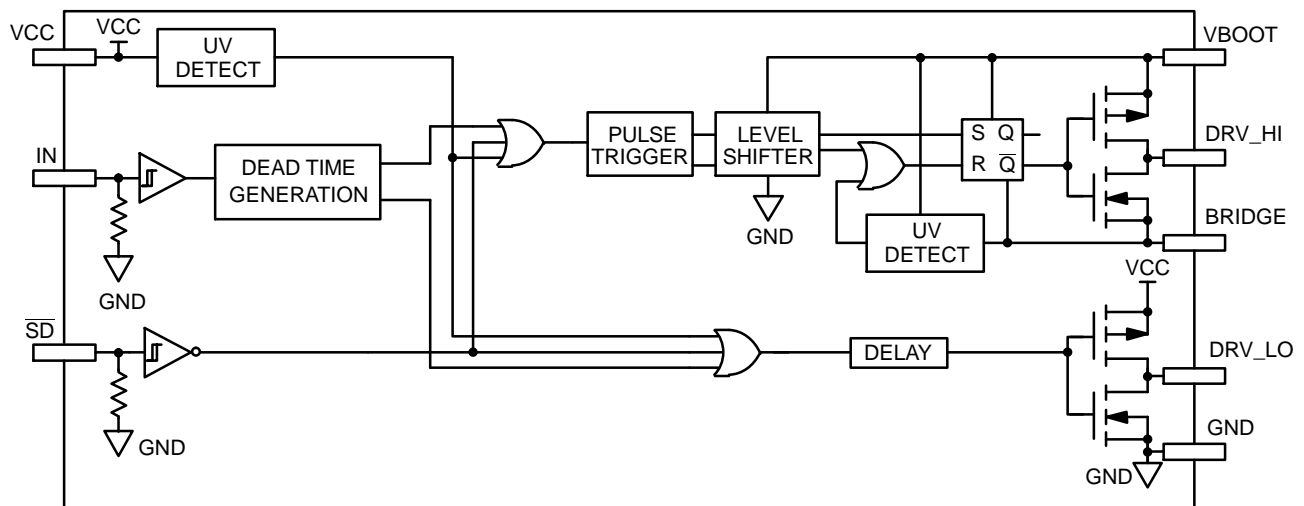 VCC
VCC
UV
DETECT
VBOOT
IN
DEAD TIME
GENERATION
PULSE
TRIGGER
LEVEL
SHIFTER
S Q
R Q̅
DRV_HI
GND
GND
UV
DETECT
BRIDGE
VCC
S̅D̅
GND
DELAY
DRV_LO
GND
GND